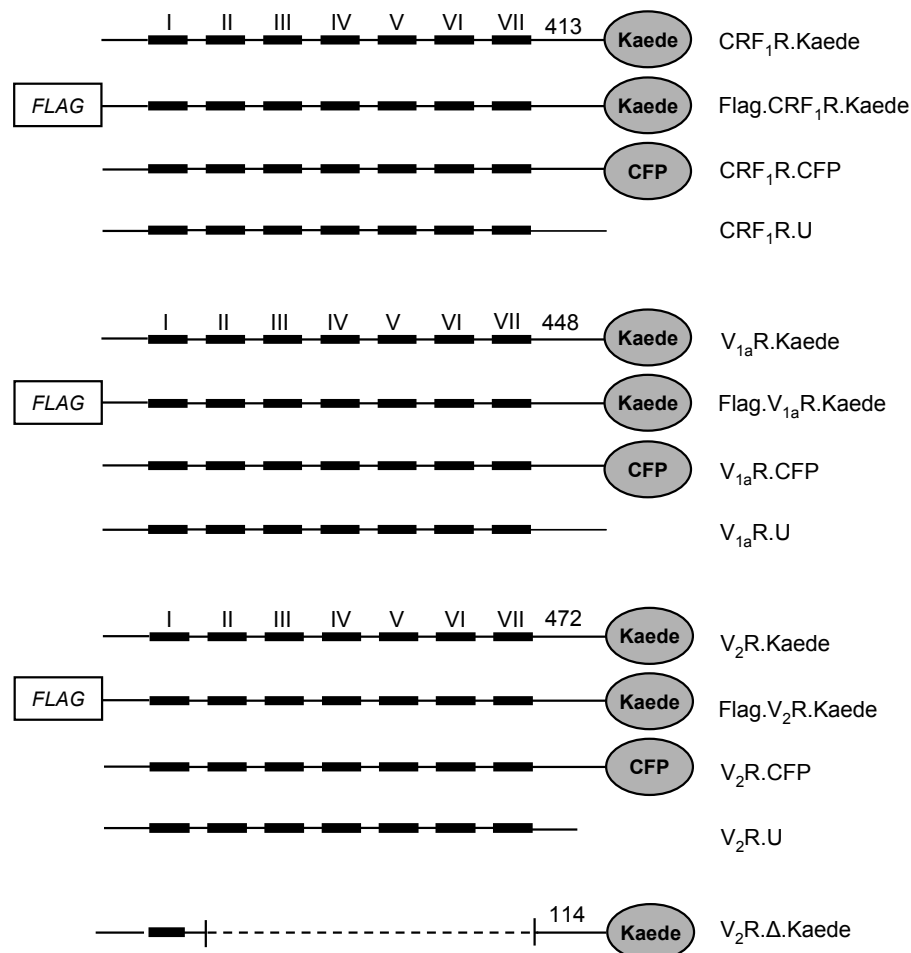 I II III IV V VI VII 413 Kaede CRF₁R.Kaede
FLAG Kaede Flag.CRF₁R.Kaede
CFP CRF₁R.CFP
CRF₁R.U
I II III IV V VI VII 448 Kaede V₁ₐR.Kaede
FLAG Kaede Flag.V₁ₐR.Kaede
CFP V₁ₐR.CFP
V₁ₐR.U
I II III IV V VI VII 472 Kaede V₂R.Kaede
FLAG Kaede Flag.V₂R.Kaede
CFP V₂R.CFP
V₂R.U
114 Kaede V₂R.Δ.Kaede